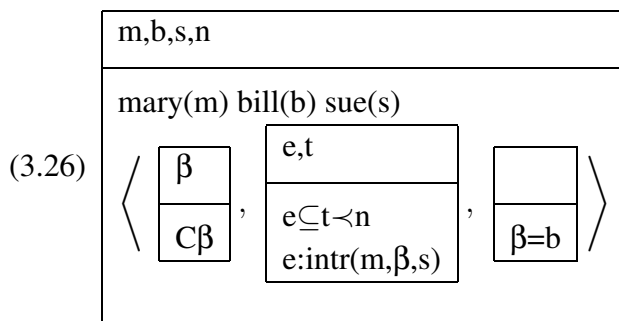 m,b,s,n
mary(m) bill(b) sue(s)
(3.26)
⟨ β , e,t , ⟩
Cβ e⊆t≺n β=b
e:intr(m,β,s)